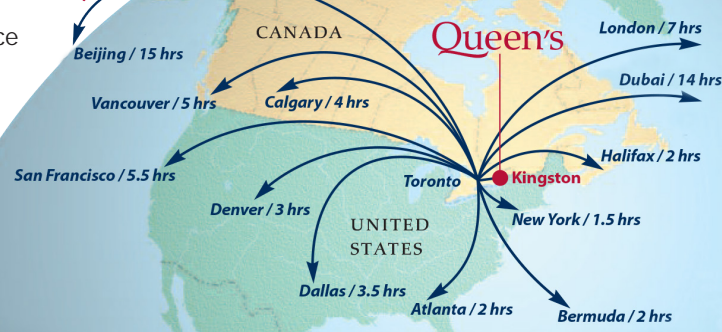 ce
Beijing / 15 hrs
CANADA
Queen's
London / 7 hrs
Dubai / 14 hrs
Vancouver / 5 hrs
Calgary / 4 hrs
San Francisco / 5.5 hrs
Halifax / 2 hrs
Toronto
Kingston
Denver / 3 hrs
New York / 1.5 hrs
UNITED
STATES
Dallas / 3.5 hrs
Atlanta / 2 hrs
Bermuda / 2 hrs